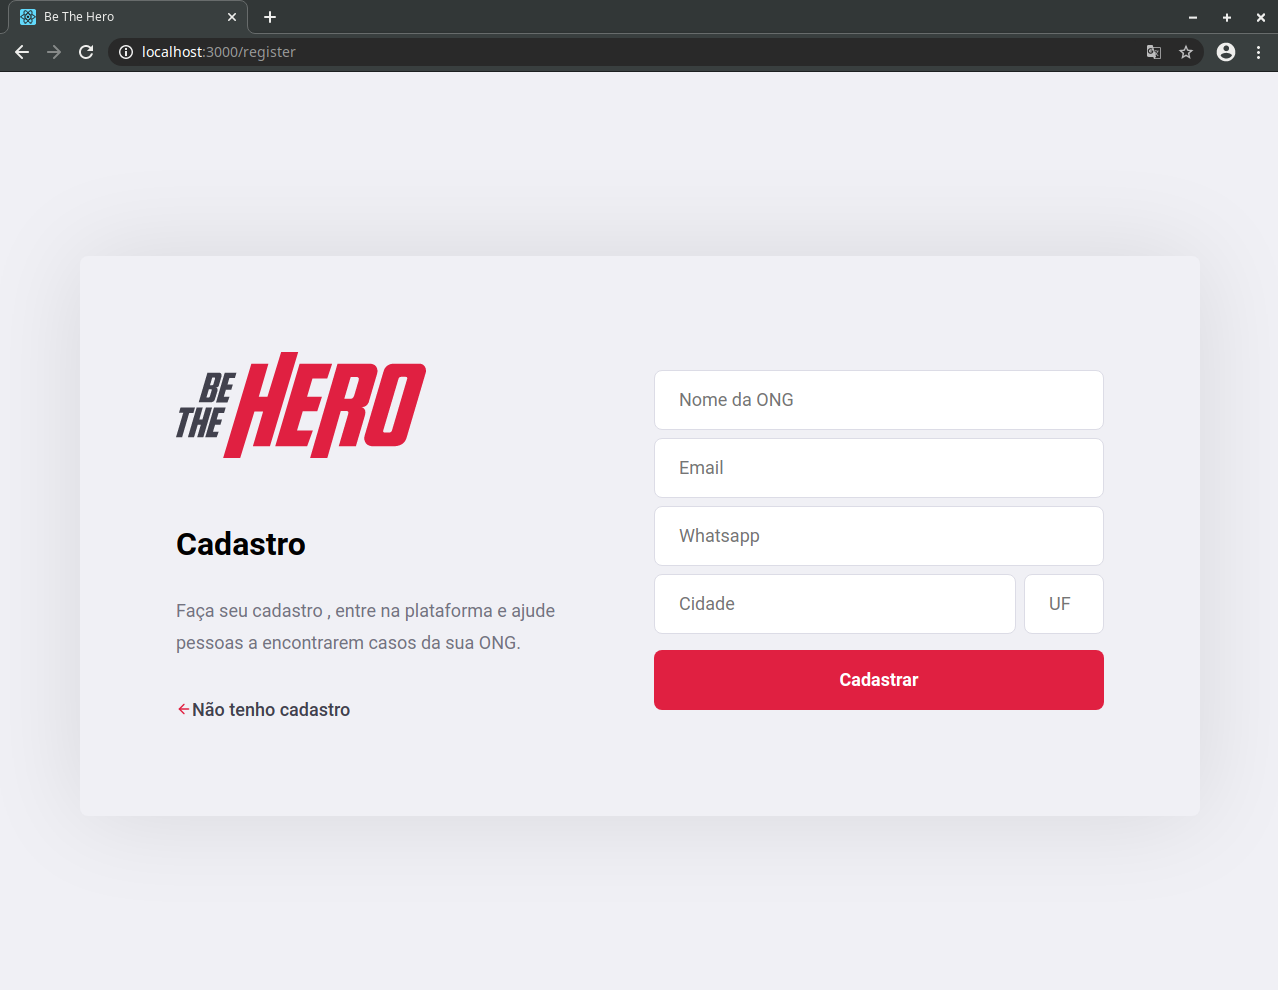 Be The Hero
localhost:3000/register
BE
THE
HERO
Cadastro
Faça seu cadastro , entre na plataforma e ajude
pessoas a encontrarem casos da sua ONG.
Não tenho cadastro
Nome da ONG
Email
Whatsapp
Cidade UF
Cadastrar